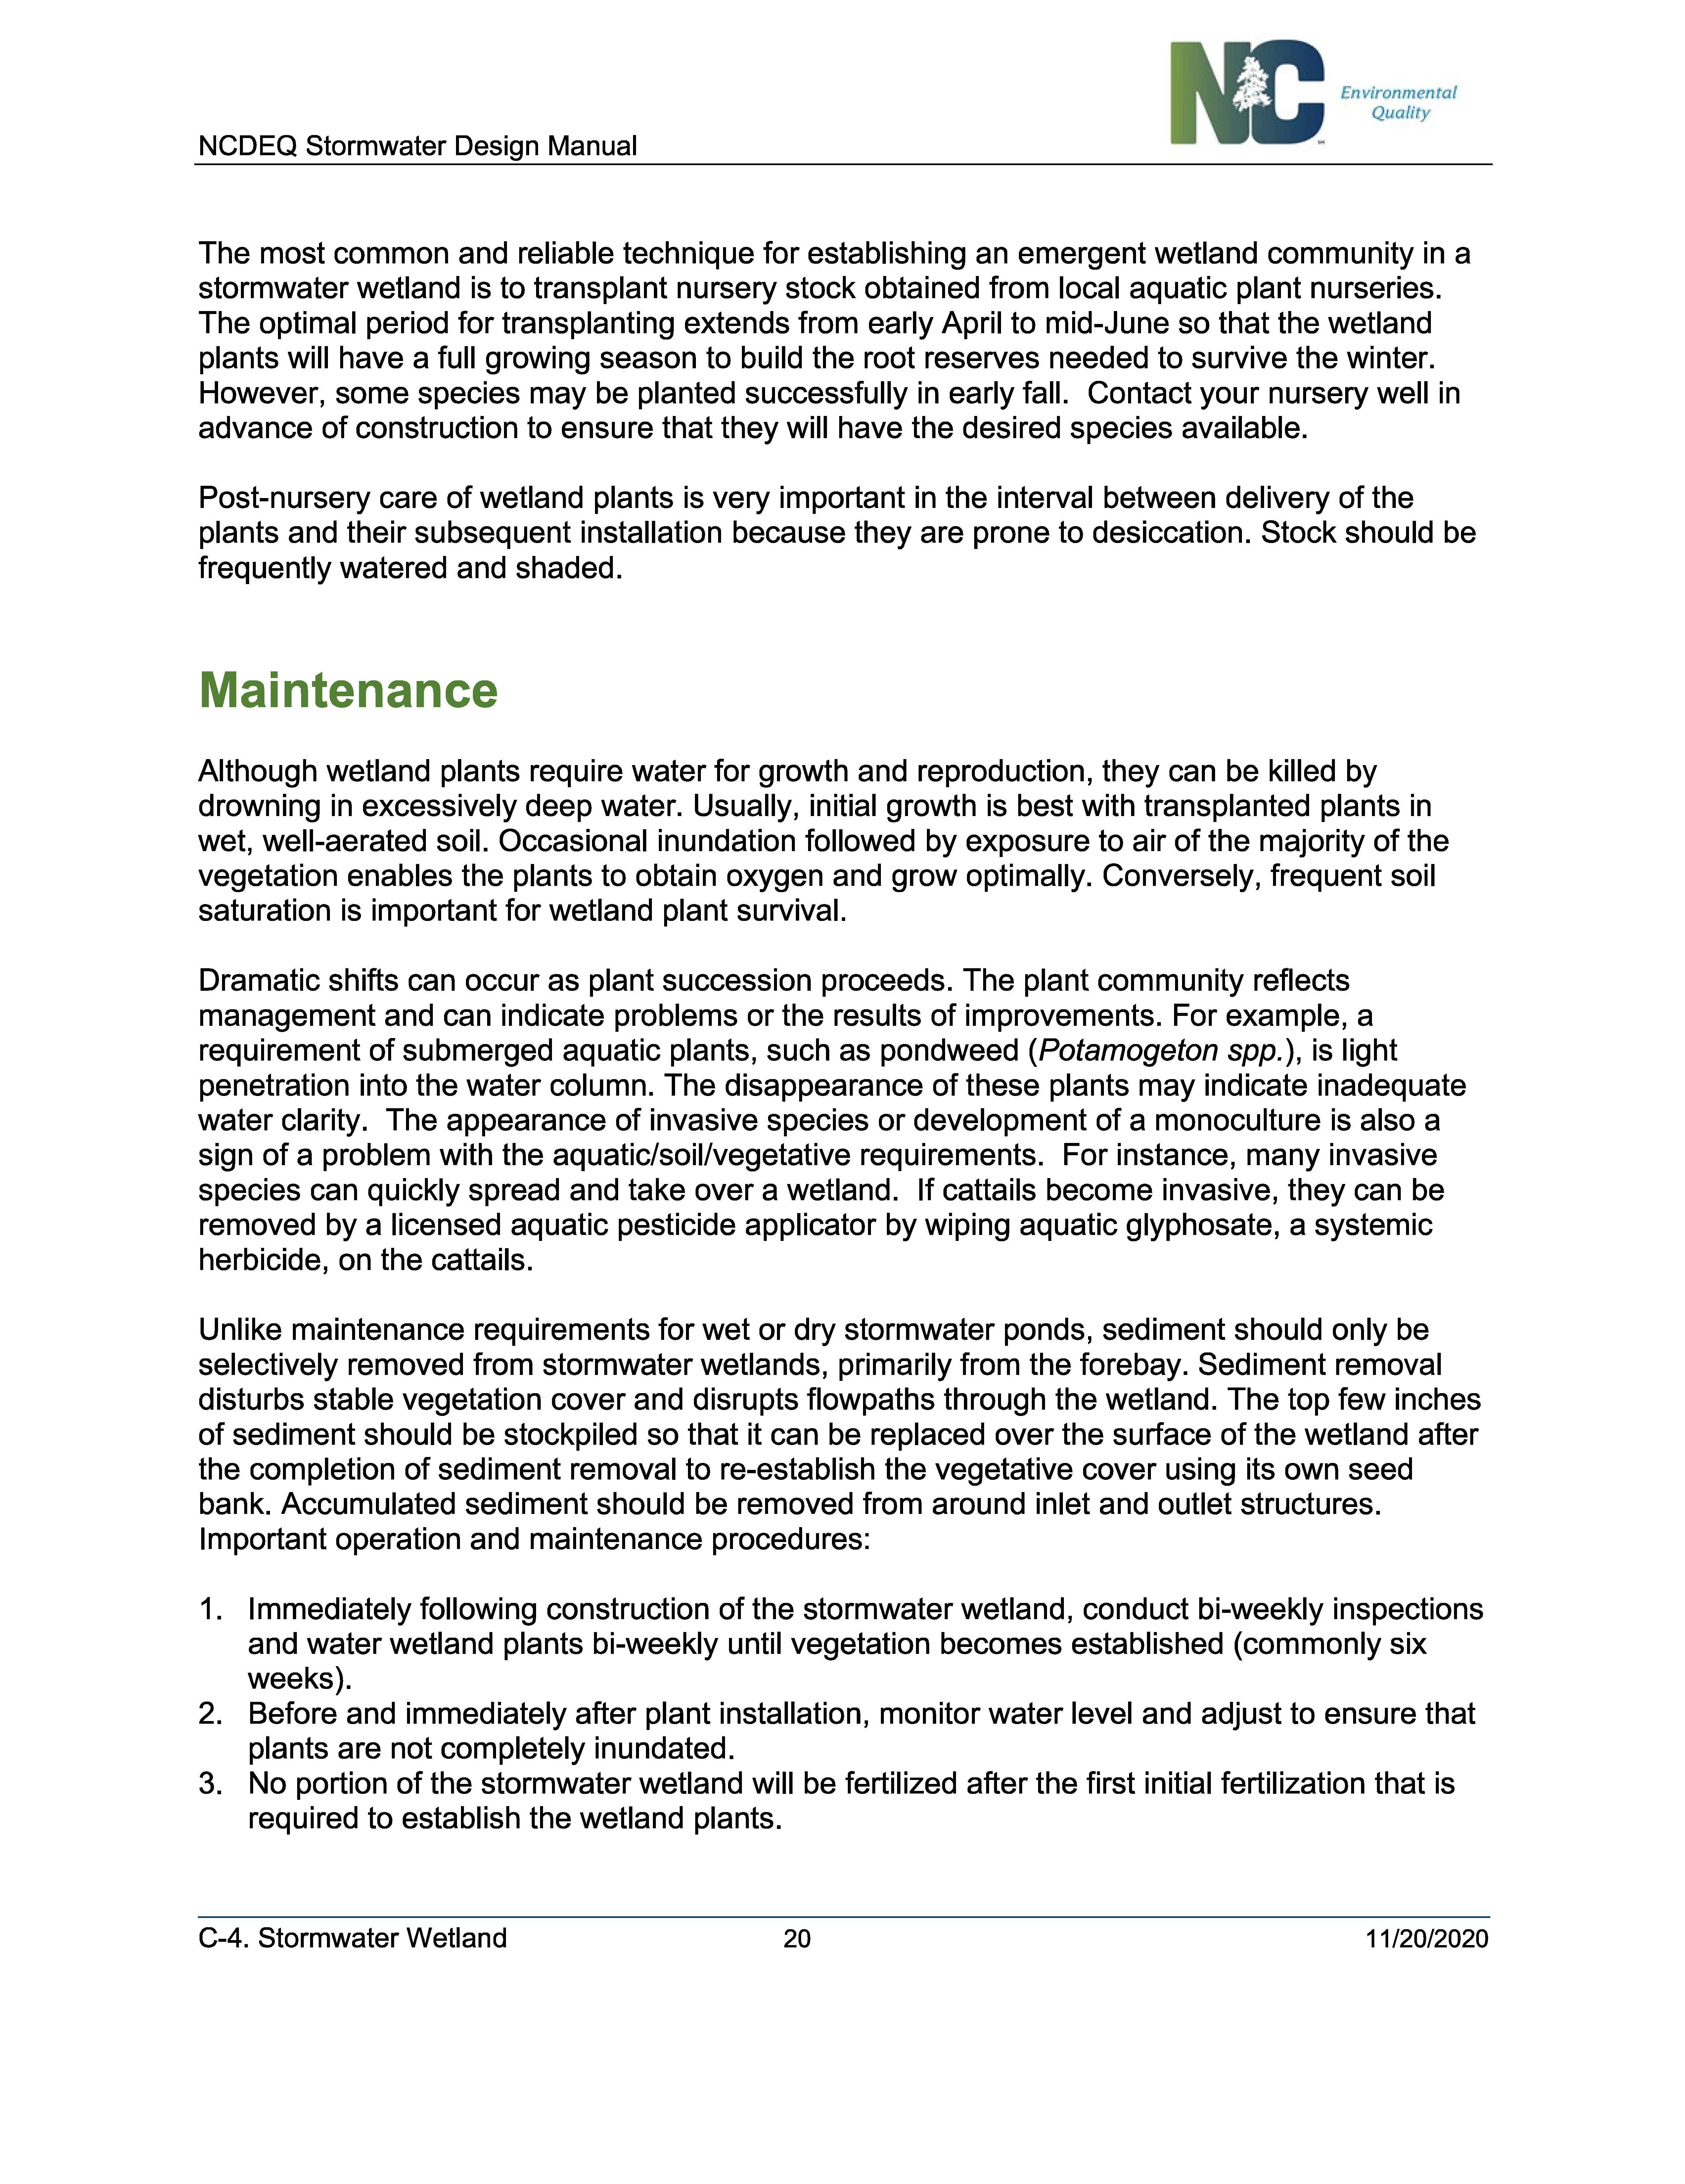 NC
Environmental
Quality
NCDEQ Stormwater Design Manual
The most common and reliable technique for establishing an emergent wetland community in a
stormwater wetland is to transplant nursery stock obtained from local aquatic plant nurseries.
The optimal period for transplanting extends from early April to mid-June so that the wetland
plants will have a full growing season to build the root reserves needed to survive the winter.
However, some species may be planted successfully in early fall.  Contact your nursery well in
advance of construction to ensure that they will have the desired species available.
Post-nursery care of wetland plants is very important in the interval between delivery of the
plants and their subsequent installation because they are prone to desiccation. Stock should be
frequently watered and shaded.
Maintenance
Although wetland plants require water for growth and reproduction, they can be killed by
drowning in excessively deep water. Usually, initial growth is best with transplanted plants in
wet, well-aerated soil. Occasional inundation followed by exposure to air of the majority of the
vegetation enables the plants to obtain oxygen and grow optimally. Conversely, frequent soil
saturation is important for wetland plant survival.
Dramatic shifts can occur as plant succession proceeds. The plant community reflects
management and can indicate problems or the results of improvements. For example, a
requirement of submerged aquatic plants, such as pondweed (Potamogeton spp.), is light
penetration into the water column. The disappearance of these plants may indicate inadequate
water clarity.  The appearance of invasive species or development of a monoculture is also a
sign of a problem with the aquatic/soil/vegetative requirements.  For instance, many invasive
species can quickly spread and take over a wetland.  If cattails become invasive, they can be
removed by a licensed aquatic pesticide applicator by wiping aquatic glyphosate, a systemic
herbicide, on the cattails.
Unlike maintenance requirements for wet or dry stormwater ponds, sediment should only be
selectively removed from stormwater wetlands, primarily from the forebay. Sediment removal
disturbs stable vegetation cover and disrupts flowpaths through the wetland. The top few inches
of sediment should be stockpiled so that it can be replaced over the surface of the wetland after
the completion of sediment removal to re-establish the vegetative cover using its own seed
bank. Accumulated sediment should be removed from around inlet and outlet structures.
Important operation and maintenance procedures:
1. Immediately following construction of the stormwater wetland, conduct bi-weekly inspections
and water wetland plants bi-weekly until vegetation becomes established (commonly six
weeks).
2. Before and immediately after plant installation, monitor water level and adjust to ensure that
plants are not completely inundated.
3. No portion of the stormwater wetland will be fertilized after the first initial fertilization that is
required to establish the wetland plants.
C-4. Stormwater Wetland 20 11/20/2020